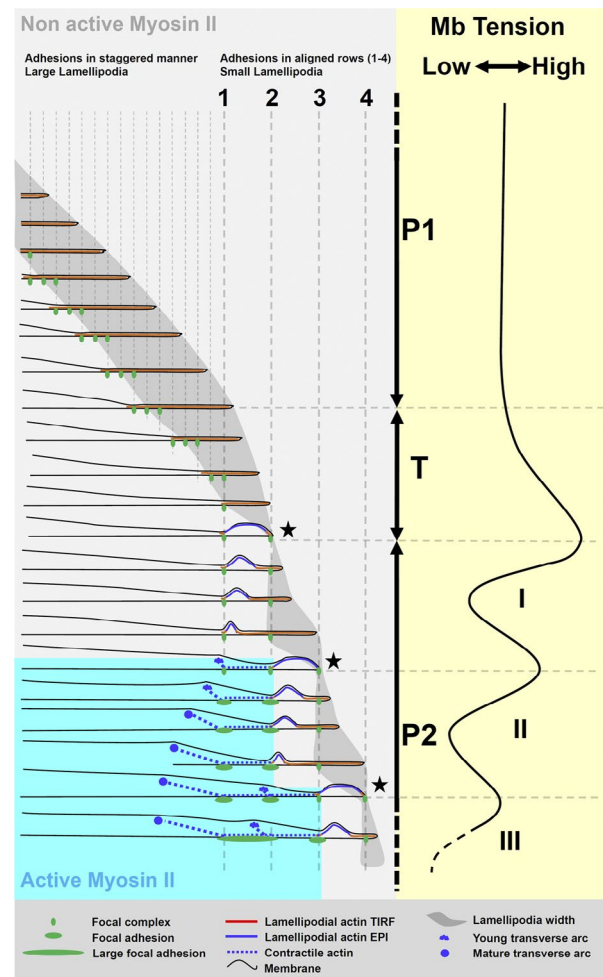 Non active Myosin II
Adhesions in staggered manner
Large Lamellipodia
Adhesions in aligned rows (1-4)
Small Lamellipodia
1 2 3 4
Mb Tension
Low High
P1
T
I
P2
II
III
Active Myosin II
Focal complex
Focal adhesion
Large focal adhesion
Lamellipodial actin TIRF
Lamellipodial actin EPI
Contractile actin
Membrane
Lamellipodia width
Young transverse arc
Mature transverse arc